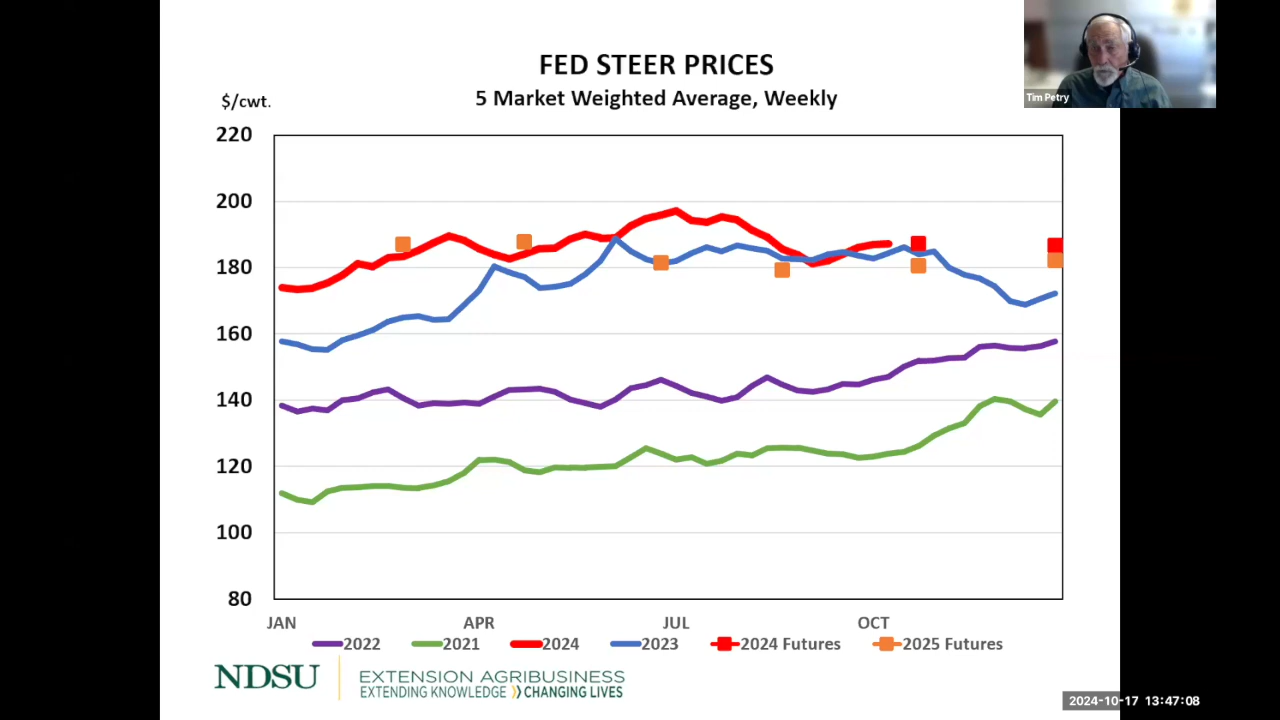 FED STEER PRICES
5 Market Weighted Average, Weekly
$/cwt.
Tim Petry
220
200
180
160
140
120
100
80
JAN APR JUL OCT
2022 2021 2024 2023 2024 Futures 2025 Futures
NDSU
EXTENSION AGRIBUSINESS
EXTENDING KNOWLEDGE CHANGING LIVES
2024-10-17 13:47:08